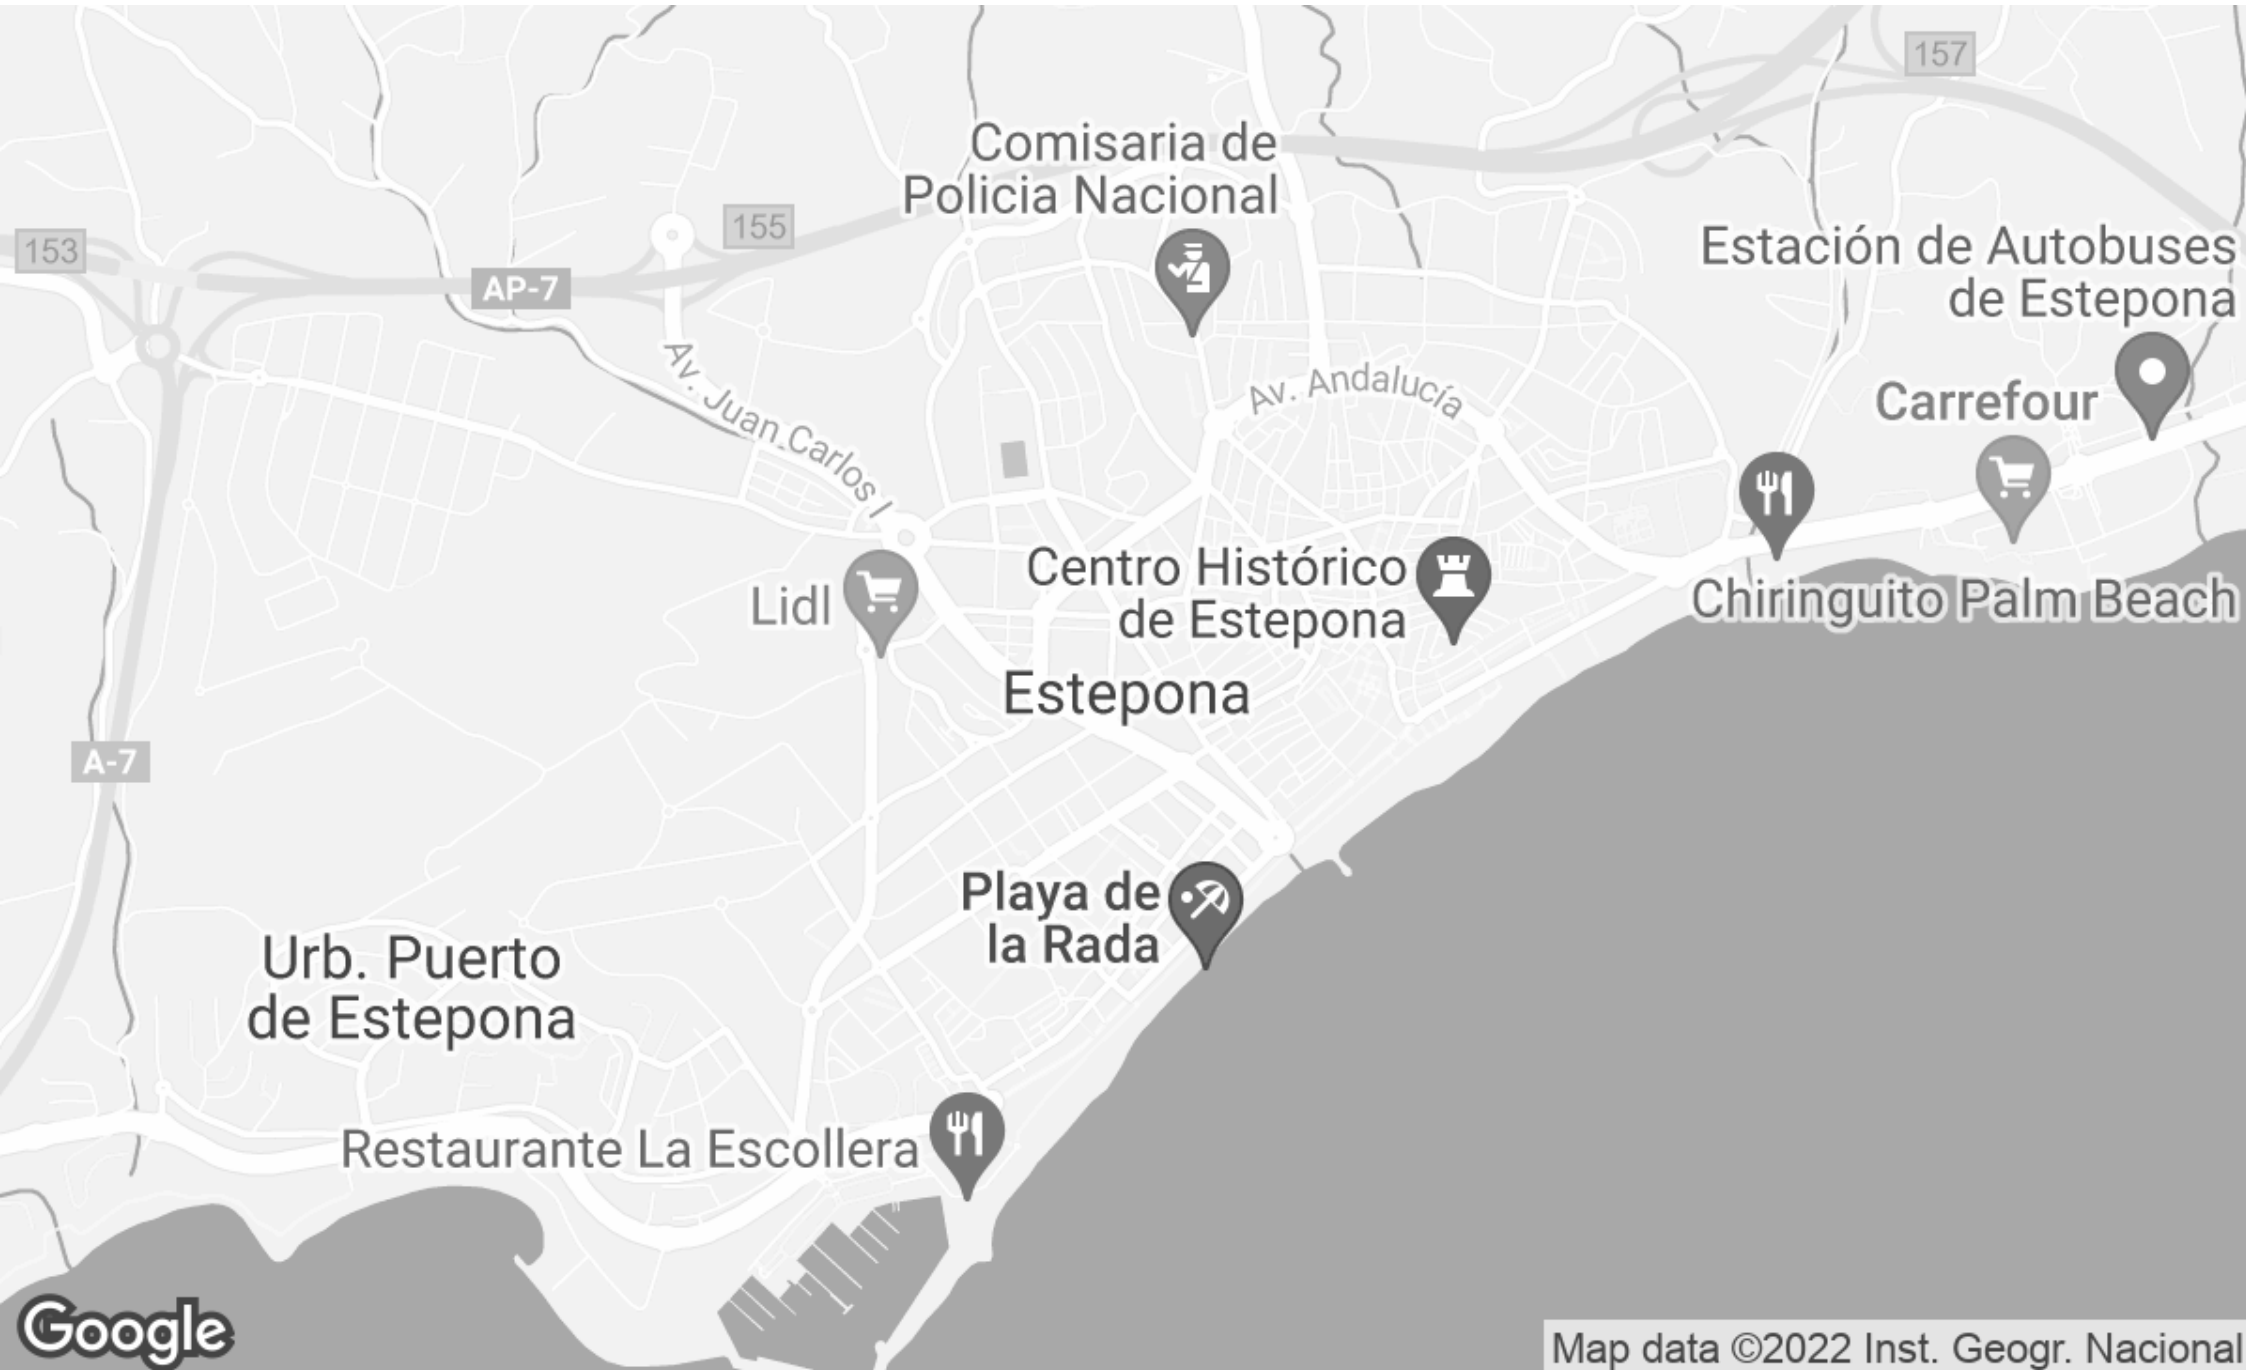 157
Comisaria de
Policia Nacional
155
153
Estación de Autobuses
de Estepona
AP-7
Av. Juan Carlos I
Av. Andalucía
Carrefour
Centro Histórico
de Estepona
Lidl
Chiringuito Palm Beach
Estepona
A-7
Playa de
la Rada
Urb. Puerto
de Estepona
Restaurante La Escollera
Google
Map data ©2022 Inst. Geogr. Nacional